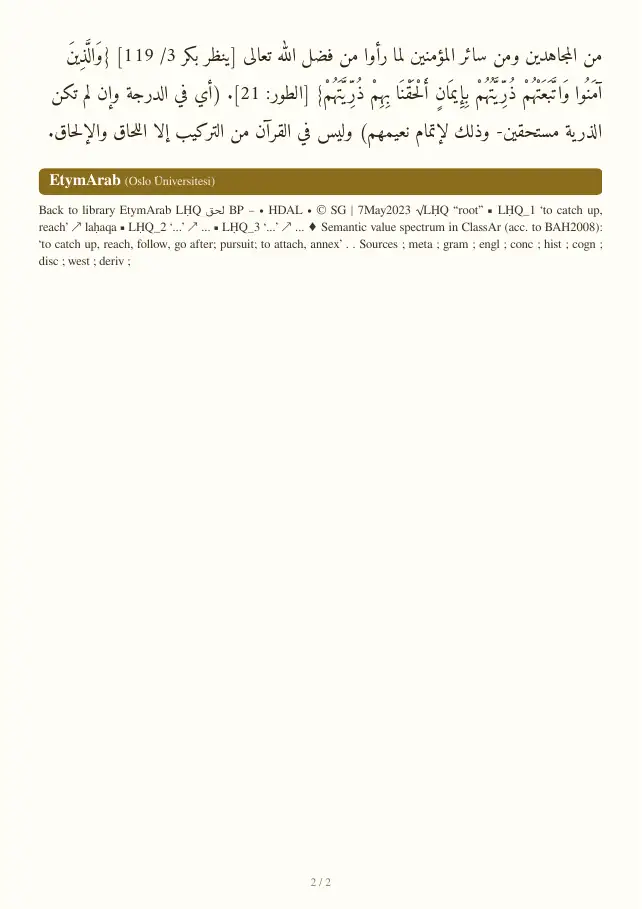 من المجاهدين ومن سائر المؤمنين لما رأوا من فضل الله تعالى [ينظر بكر 3/ 119] {وَالَّذِينَ
آمَنُوا وَاتَّبَعَتْهُمْ ذُرِّيَّتُهُمْ بِإِيمَانٍ أَلْحَقْنَا بِهِمْ ذُرِّيَّتَهُمْ} [الطور: 21]. (أي في الدرجة وإن لم تكن
الذرية مستحقين- وذلك لإتمام نعيمهم) وليس في القرآن من التركيب إلا اللحاق والإلحاق.
EtymArab (Oslo Üniversitesi)
Back to library EtymArab LḤQ لحق BP – • HDAL • © SG | 7May2023 √LḤQ “root” ▪ LḤQ_1 ‘to catch up,
reach’ ↗ laḥaqa ▪ LḤQ_2 ‘...’ ↗ ... ▪ LḤQ_3 ‘...’ ↗ ... ♦ Semantic value spectrum in ClassAr (acc. to BAH2008):
‘to catch up, reach, follow, go after; pursuit; to attach, annex’ . . Sources ; meta ; gram ; engl ; conc ; hist ; cogn ;
disc ; west ; deriv ;
2 / 2